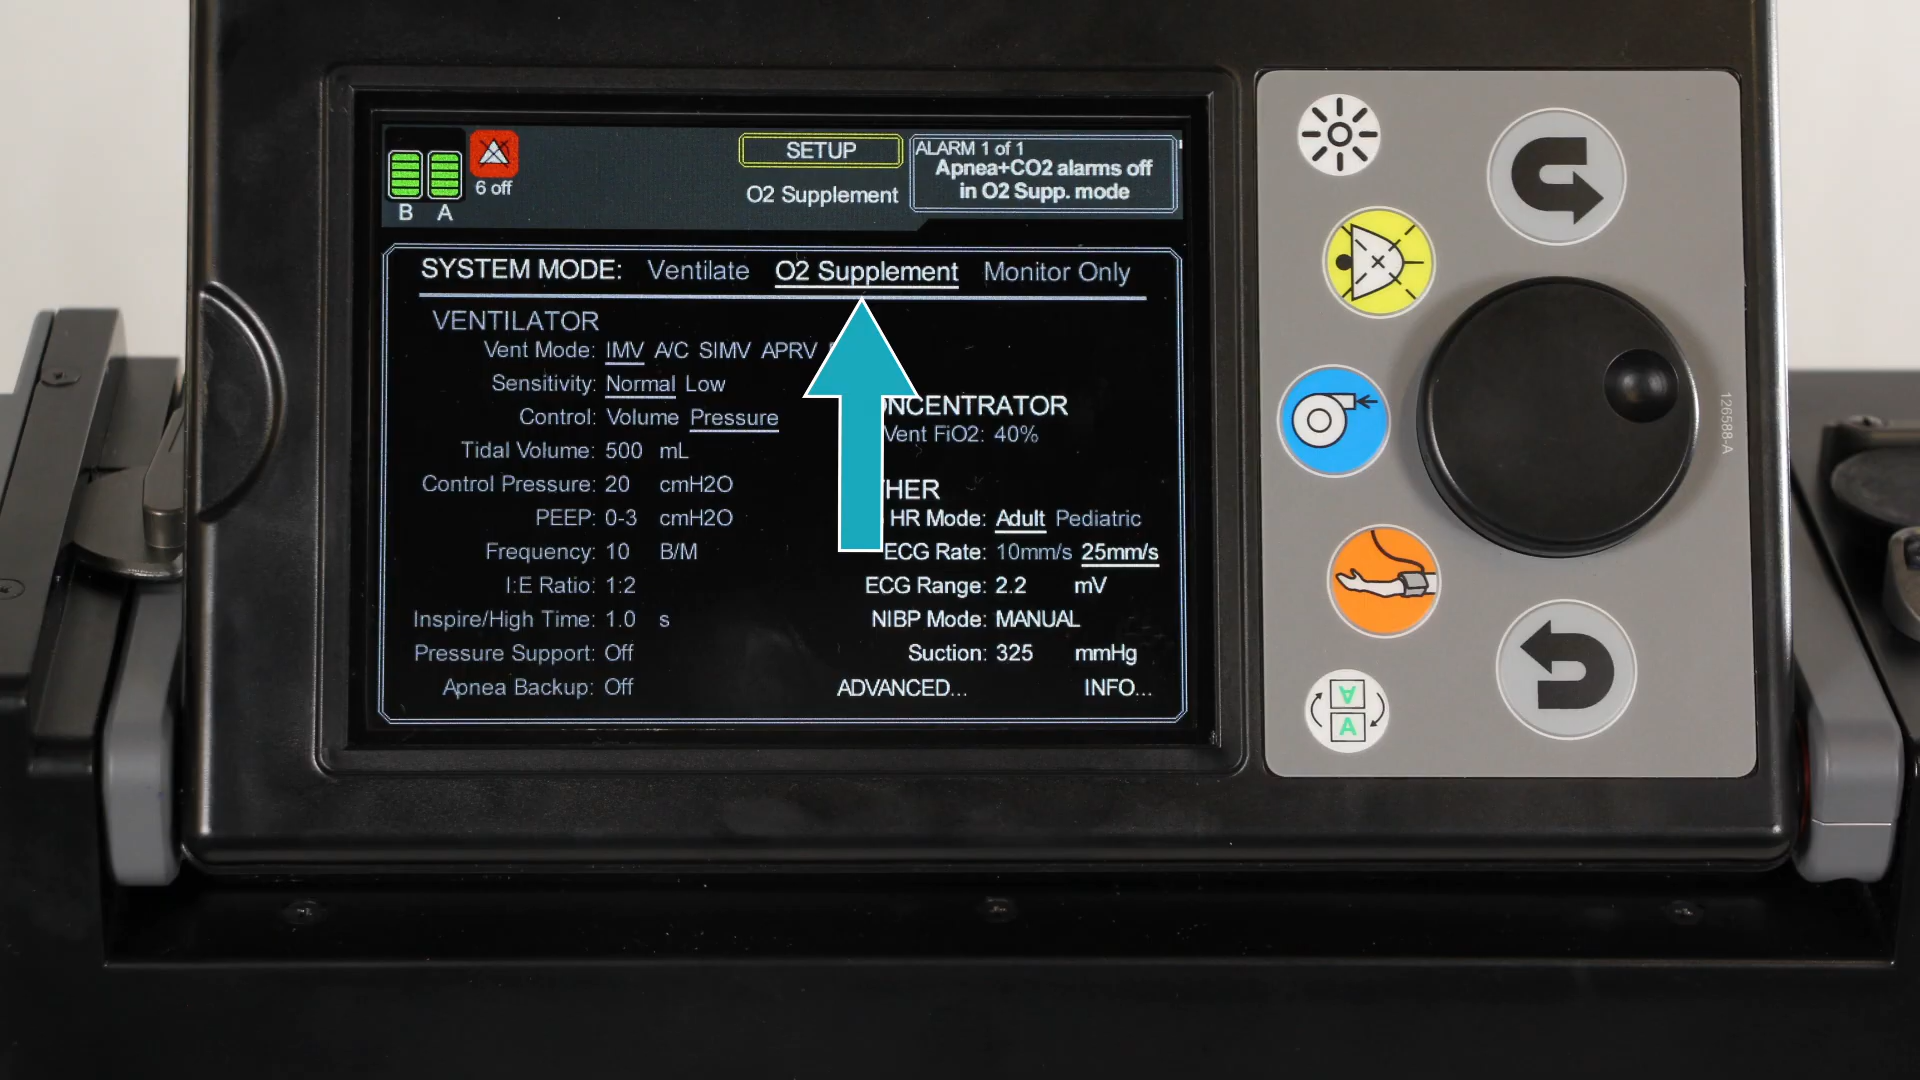 6 off
B A
SETUP
O2 Supplement
ALARM 1 of 1
Apnea+CO2 alarms off
in O2 Supp. mode
SYSTEM MODE: Ventilate O2 Supplement Monitor Only
VENTILATOR
Vent Mode: IMV A/C SIMV APRV
Sensitivity: Normal Low
Control: Volume Pressure
Tidal Volume: 500 mL
Control Pressure: 20 cmH2O
PEEP: 0-3 cmH2O
Frequency: 10 B/M
I:E Ratio: 1:2
Inspire/High Time: 1.0 s
Pressure Support: Off
Apnea Backup: Off
NCENTRATOR
Vent FiO2: 40%
HER
HR Mode: Adult Pediatric
ECG Rate: 10mm/s 25mm/s
ECG Range: 2.2 mV
NIBP Mode: MANUAL
Suction: 325 mmHg
ADVANCED... INFO...
A
A
126588-A